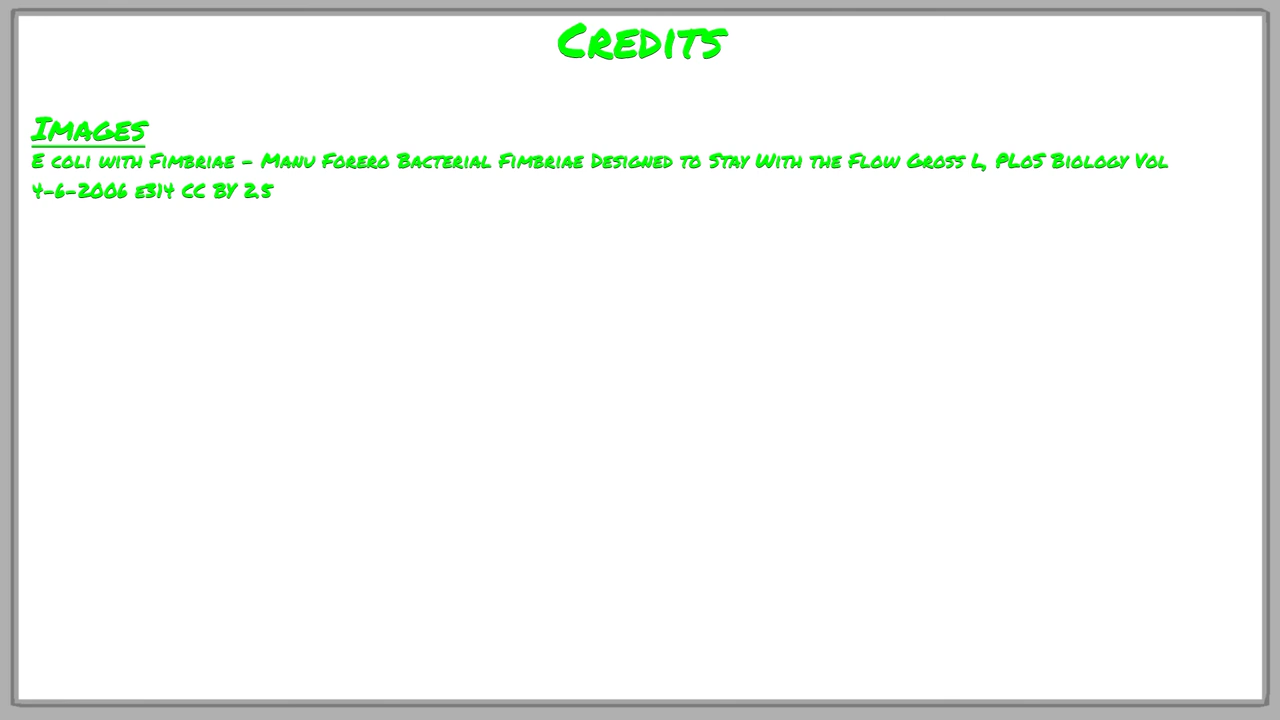 Credits
Images
E coli with Fimbriae - Manu Forero Bacterial Fimbriae Designed to Stay With the Flow Gross L, PLoS Biology Vol
4-6-2006 e314 CC BY 2.5